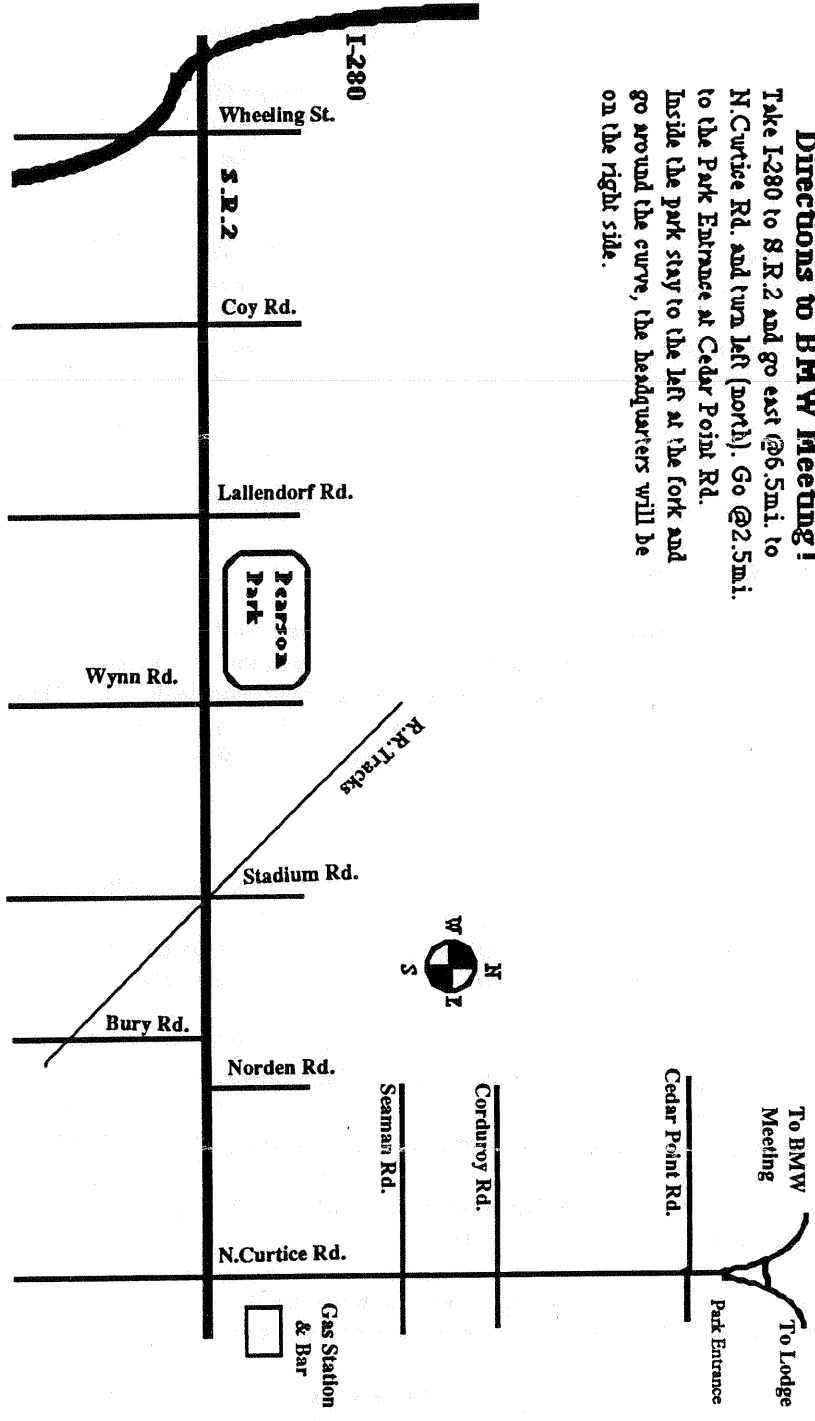 Directions to BMW Meeting!
Take I-280 to S.R.2 and go east @6.5mi. to
N.Curtice Rd. and turn left (north). Go @2.5mi.
to the Park Entrance at Cedar Point Rd.
Inside the park stay to the left at the fork and
go around the curve, the headquarters will be
on the right side.
I-280
Wheeling St.
S.R.2
Coy Rd.
Lallendorf Rd.
Pearson
Park
Wynn Rd.
R.R.Tracks
Stadium Rd.
W
N
S
E
Bury Rd.
Norden Rd.
Seaman Rd.
Corduroy Rd.
Cedar Point Rd.
To BMW
Meeting
N.Curtice Rd.
Gas Station
& Bar
Park Entrance
To Lodge